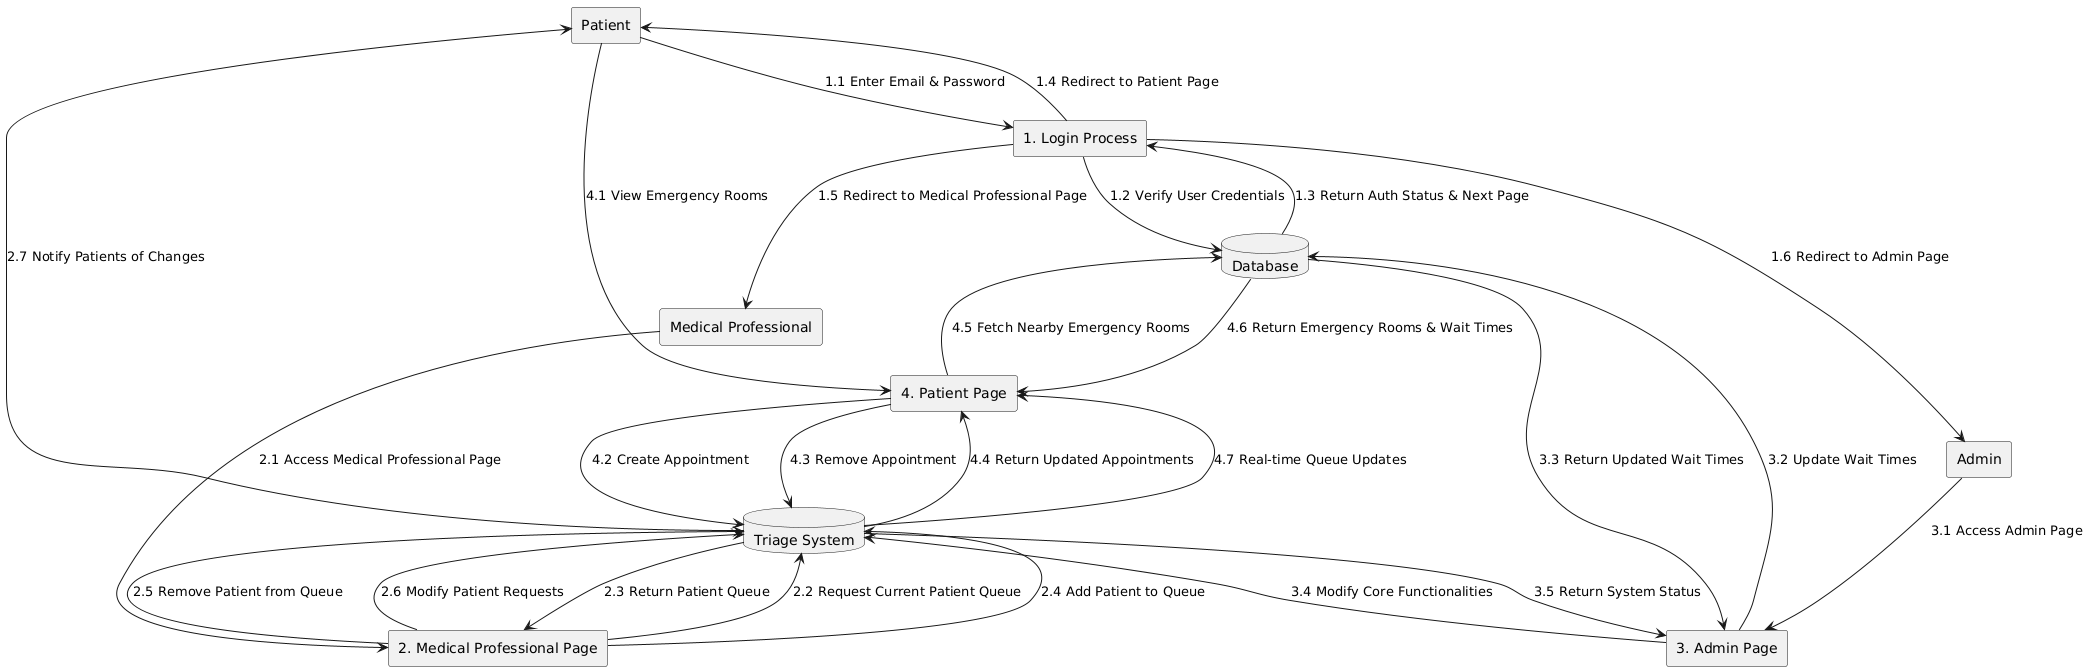 Patient
1.1 Enter Email & Password
1.4 Redirect to Patient Page
1. Login Process
4.1 View Emergency Rooms
1.5 Redirect to Medical Professional Page
1.2 Verify User Credentials
1.3 Return Auth Status & Next Page
2.7 Notify Patients of Changes
Database
1.6 Redirect to Admin Page
Medical Professional
4.5 Fetch Nearby Emergency Rooms
4.6 Return Emergency Rooms & Wait Times
4. Patient Page
2.1 Access Medical Professional Page
4.2 Create Appointment
4.3 Remove Appointment
4.4 Return Updated Appointments
4.7 Real-time Queue Updates
3.3 Return Updated Wait Times
3.2 Update Wait Times
Admin
Triage System
3.1 Access Admin Page
2.5 Remove Patient from Queue
2.6 Modify Patient Requests
2.3 Return Patient Queue
2.2 Request Current Patient Queue
2.4 Add Patient to Queue
3.4 Modify Core Functionalities
3.5 Return System Status
2. Medical Professional Page
3. Admin Page